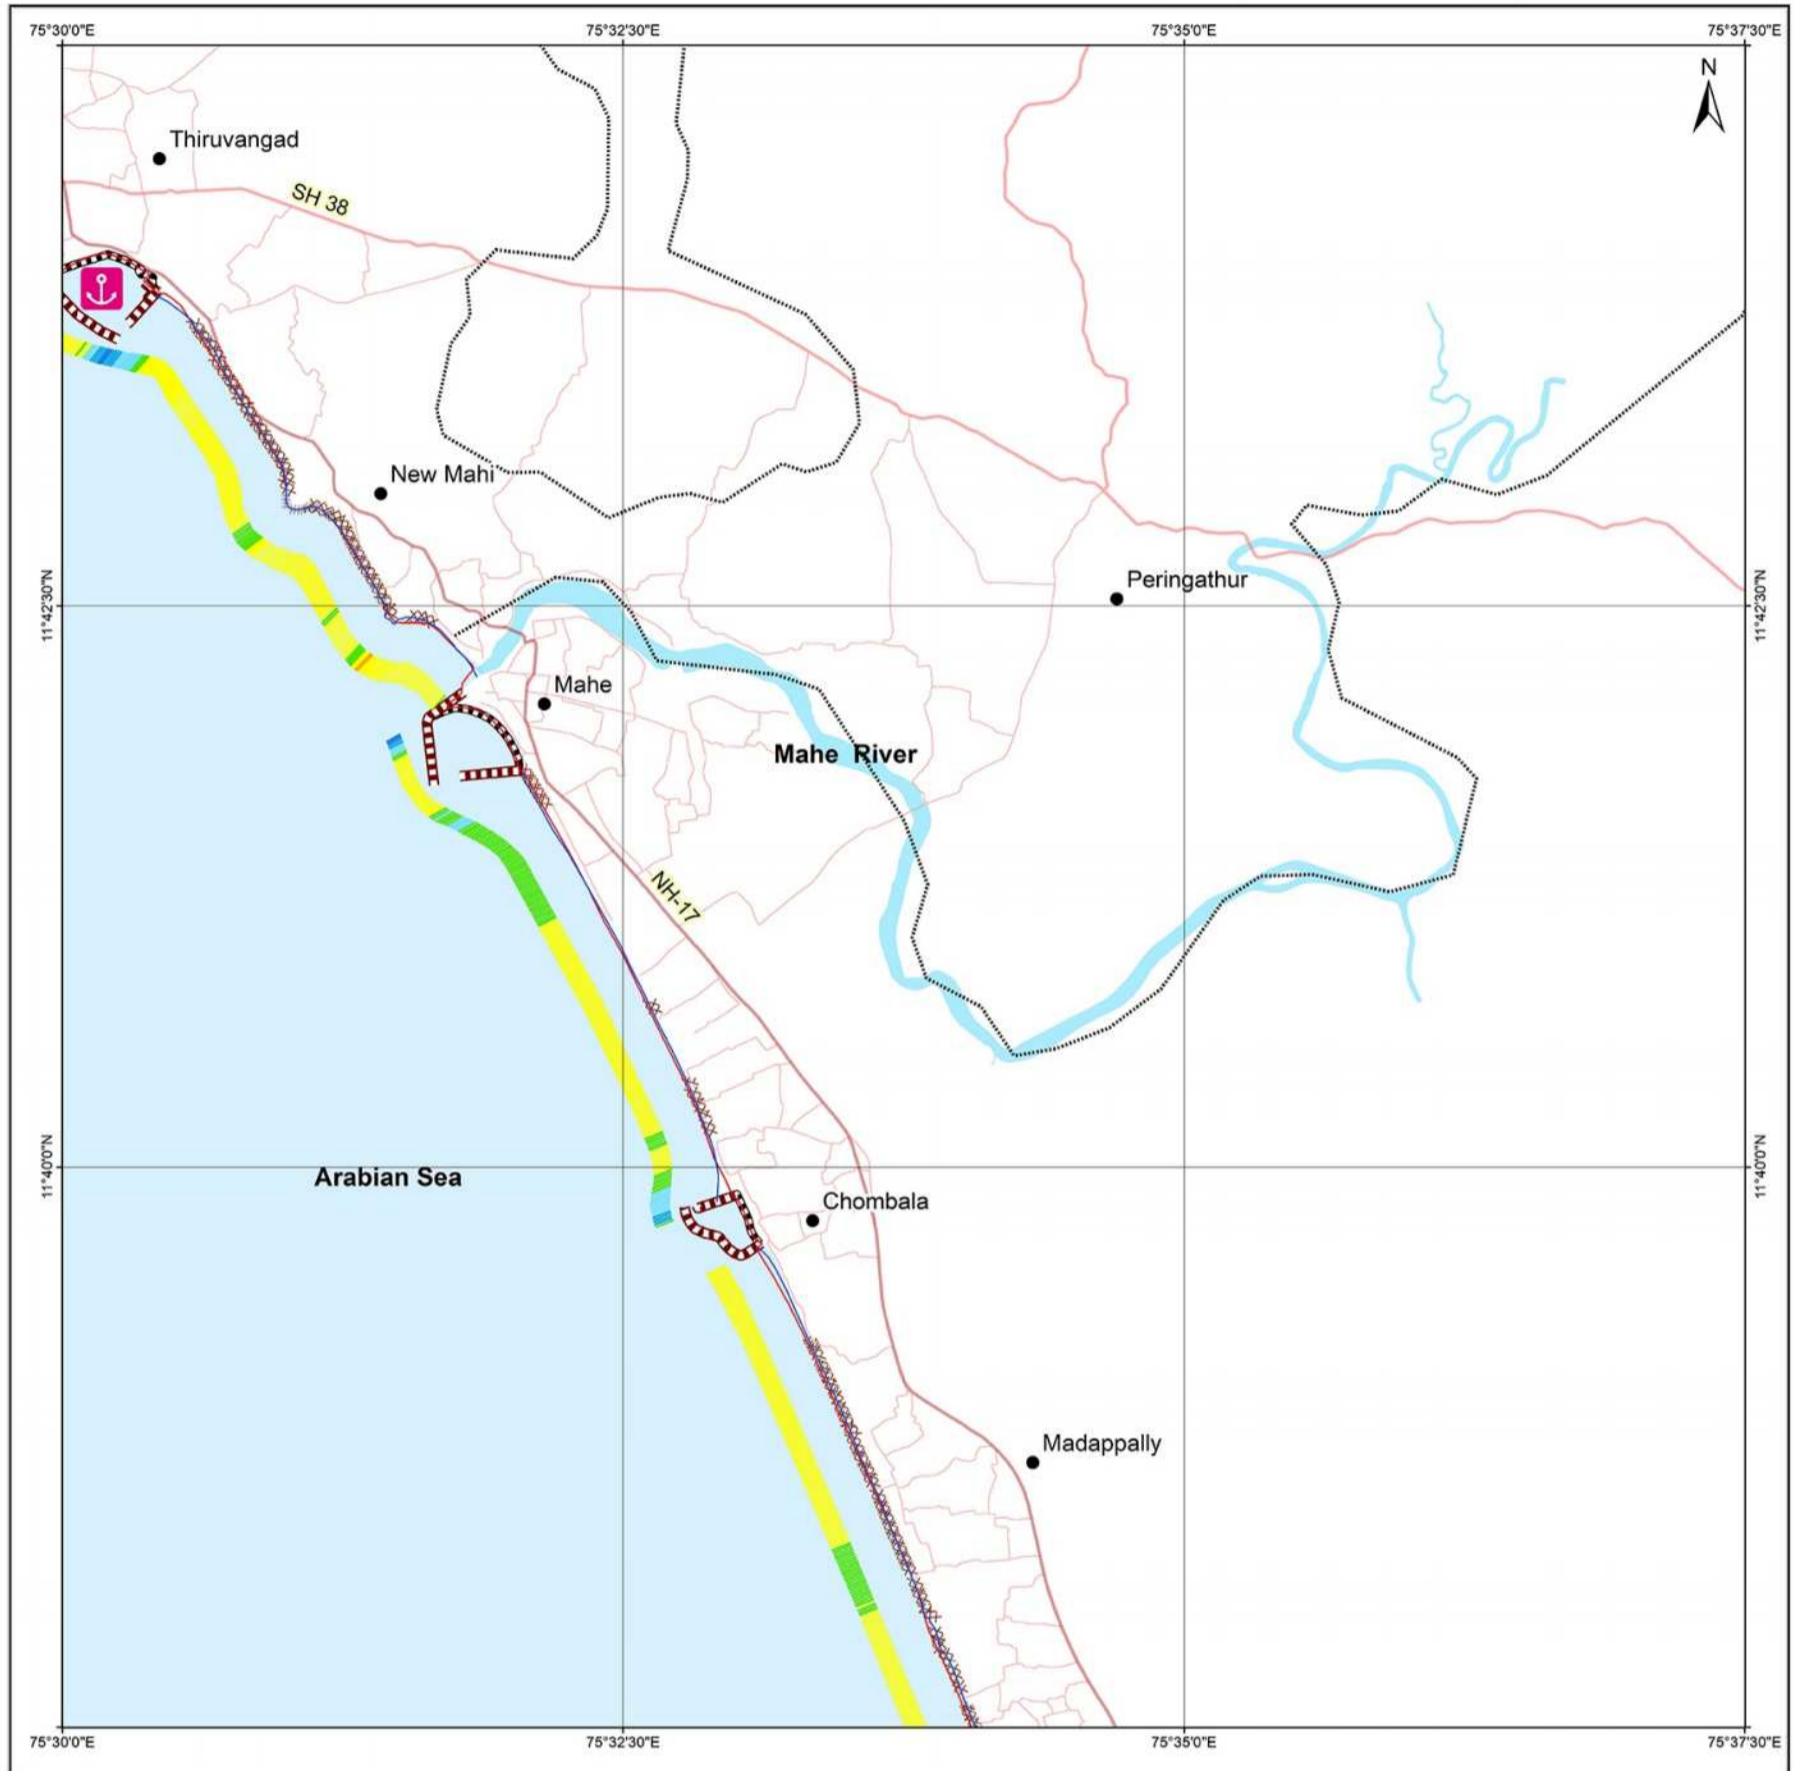 75°30'0"E
75°32'30"E
75°35'0"E
75°37'30"E
N
Thiruvangad
SH 38
New Mahi
Peringathur
11°42'30"N
11°42'30"N
Mahe
Mahe River
NH-17
11°40'0"N
11°40'0"N
Arabian Sea
Chombala
Madappally
75°30'0"E
75°32'30"E
75°35'0"E
75°37'30"E